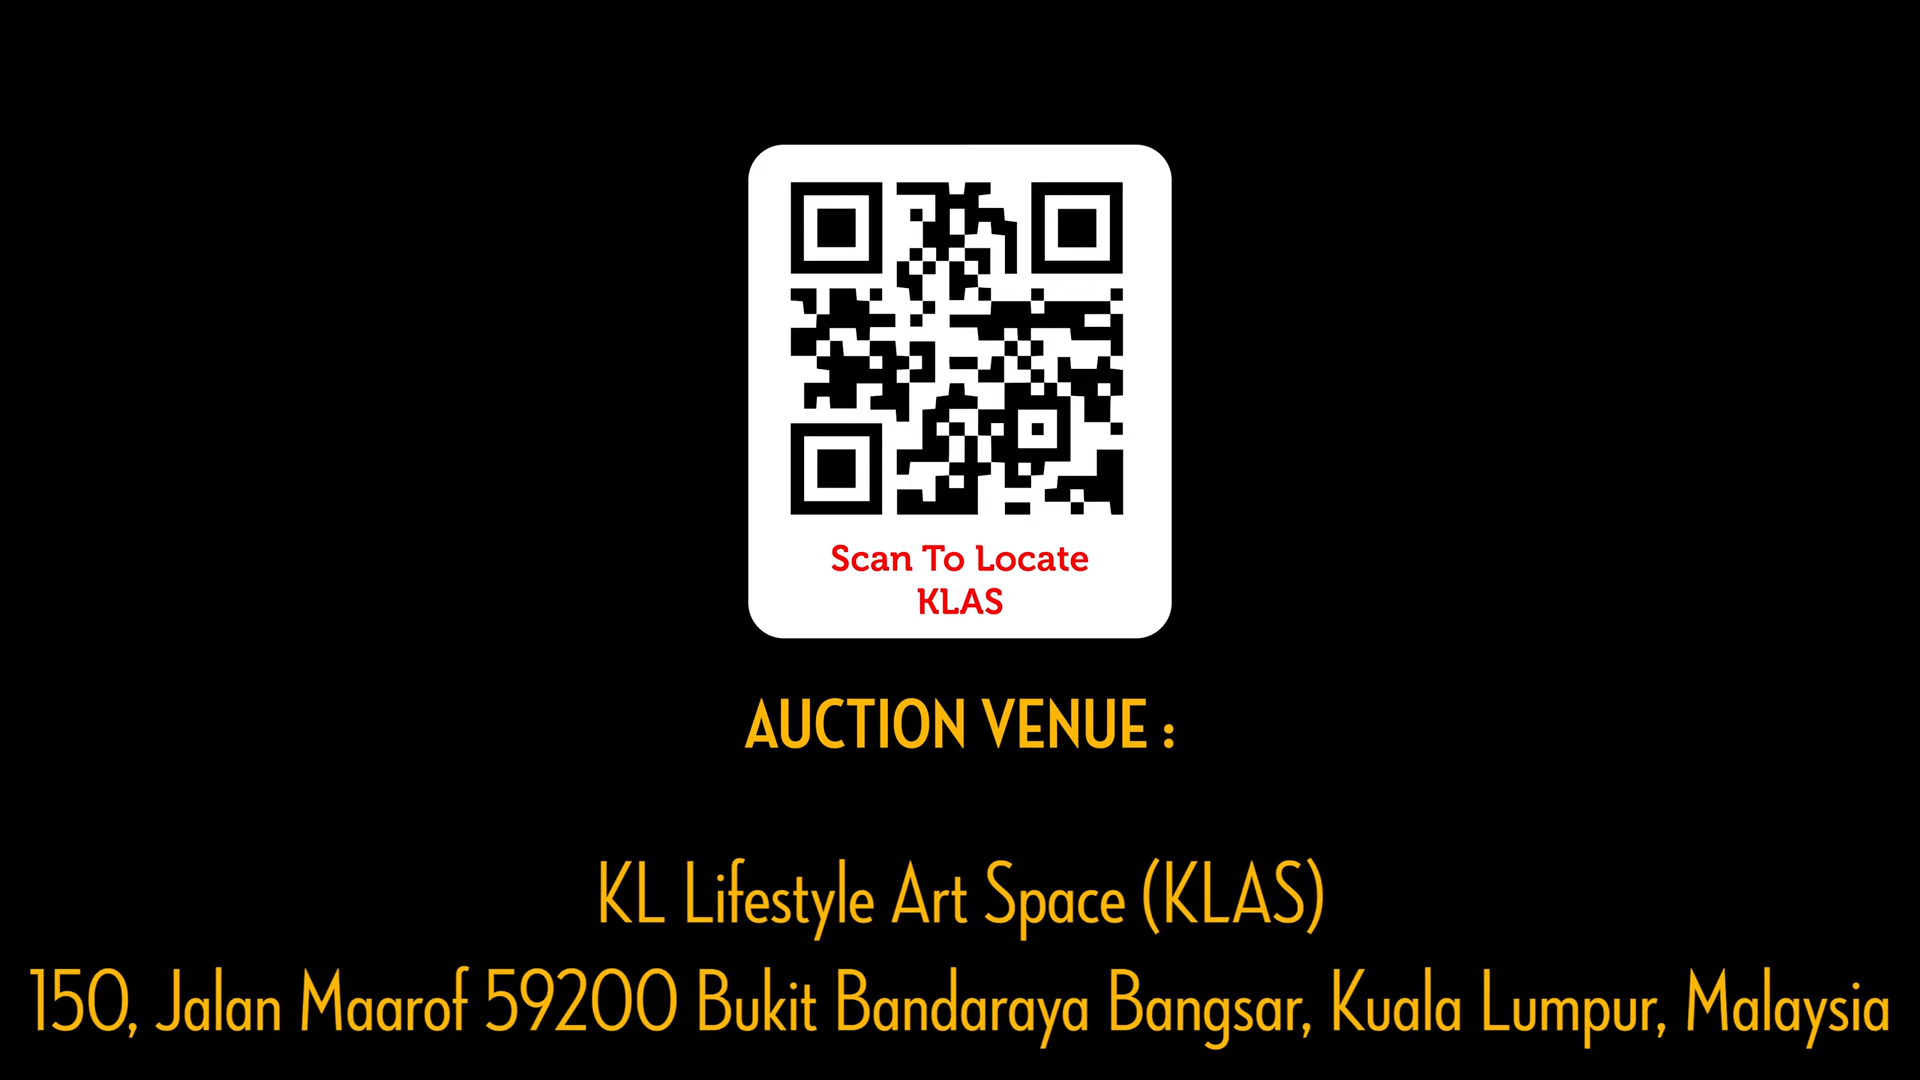 Scan To Locate
KLAS
AUCTION VENUE :
KL Lifestyle Art Space (KLAS)
150, Jalan Maarof 59200 Bukit Bandaraya Bangsar, Kuala Lumpur, Malaysia